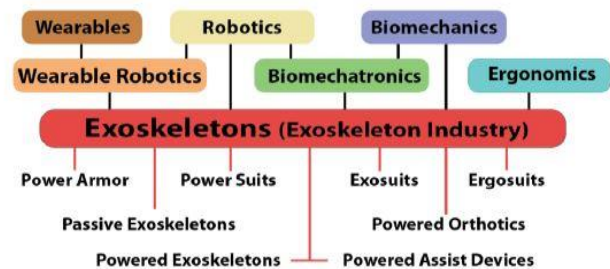 Wearables Robotics Biomechanics
Wearable Robotics Biomechatronics Ergonomics
Exoskeletons (Exoskeleton Industry)
Power Armor Power Suits Exosuits Ergosuits
Passive Exoskeletons Powered Orthotics
Powered Exoskeletons Powered Assist Devices